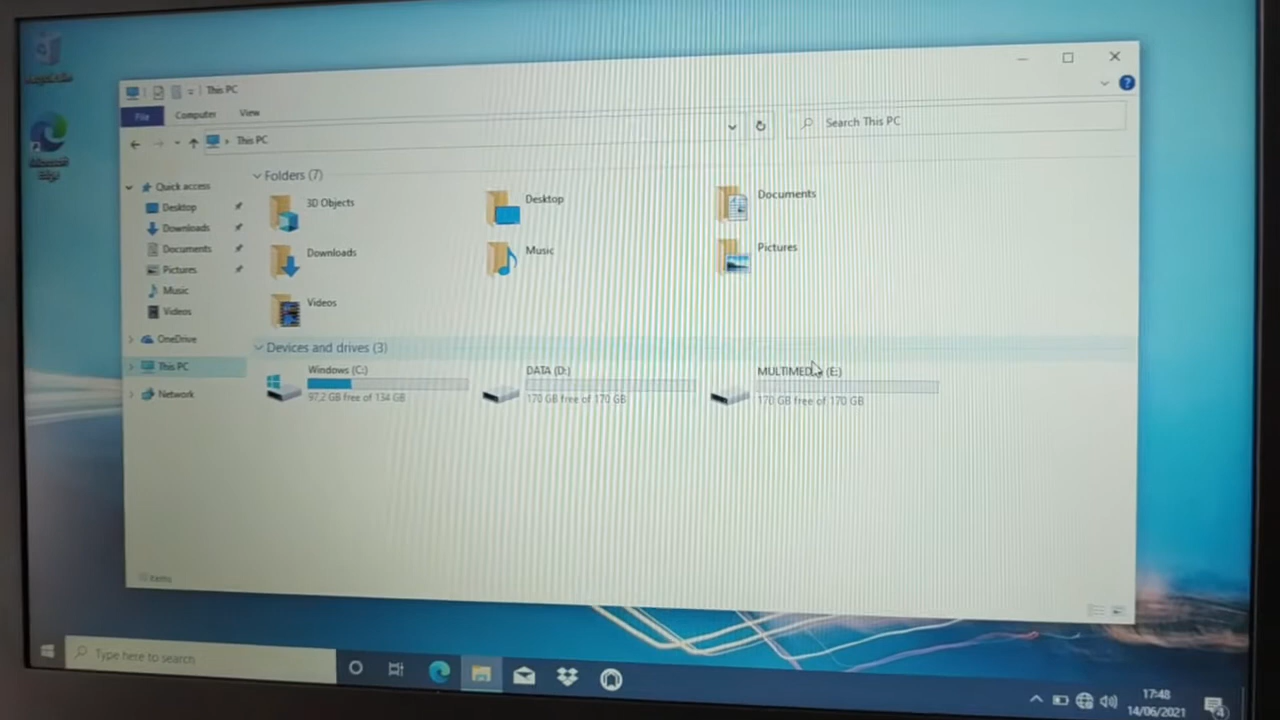 This PC
File Computer View
This PC
Search This PC
Quick access
Desktop
Downloads
Documents
Pictures
Music
Videos
OneDrive
This PC
Network
Folders (7)
3D Objects
Desktop
Documents
Downloads
Music
Pictures
Videos
Devices and drives (3)
Windows (C:)
97,2 GB free of 134 GB
DATA (D:)
170 GB free of 170 GB
(E:)
170 GB free of 170 GB
Microsoft
Edge
Type here to search
17:48
14/06/2021